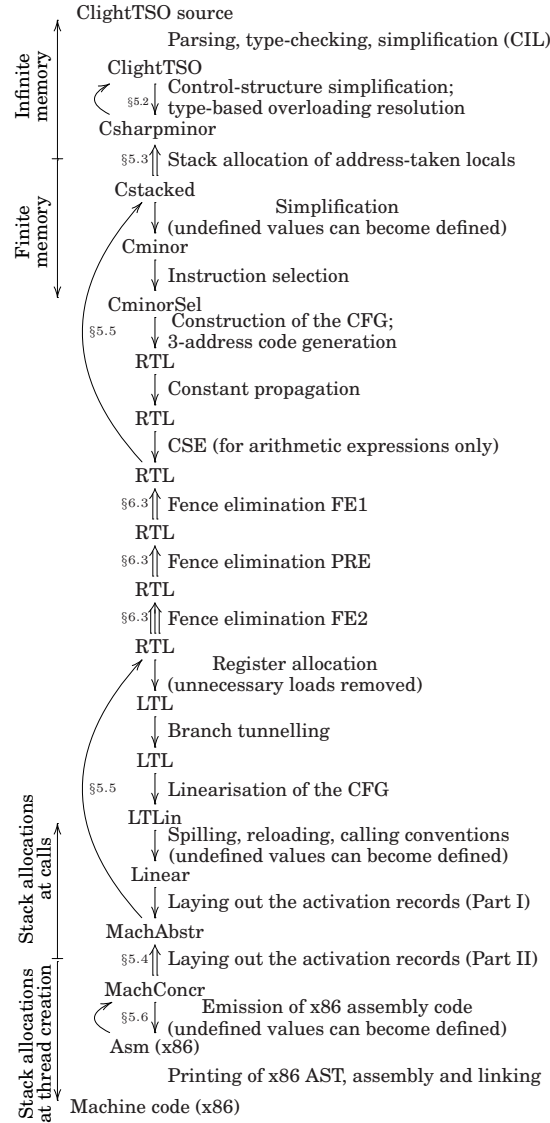 ClightTSO source
Parsing, type-checking, simplification (CIL)
Infinite
memory
ClightTSO
§5.2
Control-structure simplification;
type-based overloading resolution
Csharpminor
§5.3
Stack allocation of address-taken locals
Cstacked
Finite
memory
Simplification
(undefined values can become defined)
Cminor
Instruction selection
CminorSel
§5.5
Construction of the CFG;
3-address code generation
RTL
Constant propagation
RTL
CSE (for arithmetic expressions only)
RTL
§6.3
Fence elimination FE1
RTL
§6.3
Fence elimination PRE
RTL
§6.3
Fence elimination FE2
RTL
Register allocation
(unnecessary loads removed)
LTL
Branch tunnelling
LTL
§5.5
Linearisation of the CFG
LTLin
Stack allocations
at calls
Spilling, reloading, calling conventions
(undefined values can become defined)
Linear
Laying out the activation records (Part I)
MachAbstr
§5.4
Laying out the activation records (Part II)
MachConcr
Stack allocations
at thread creation
§5.6
Emission of x86 assembly code
(undefined values can become defined)
Asm (x86)
Printing of x86 AST, assembly and linking
Machine code (x86)